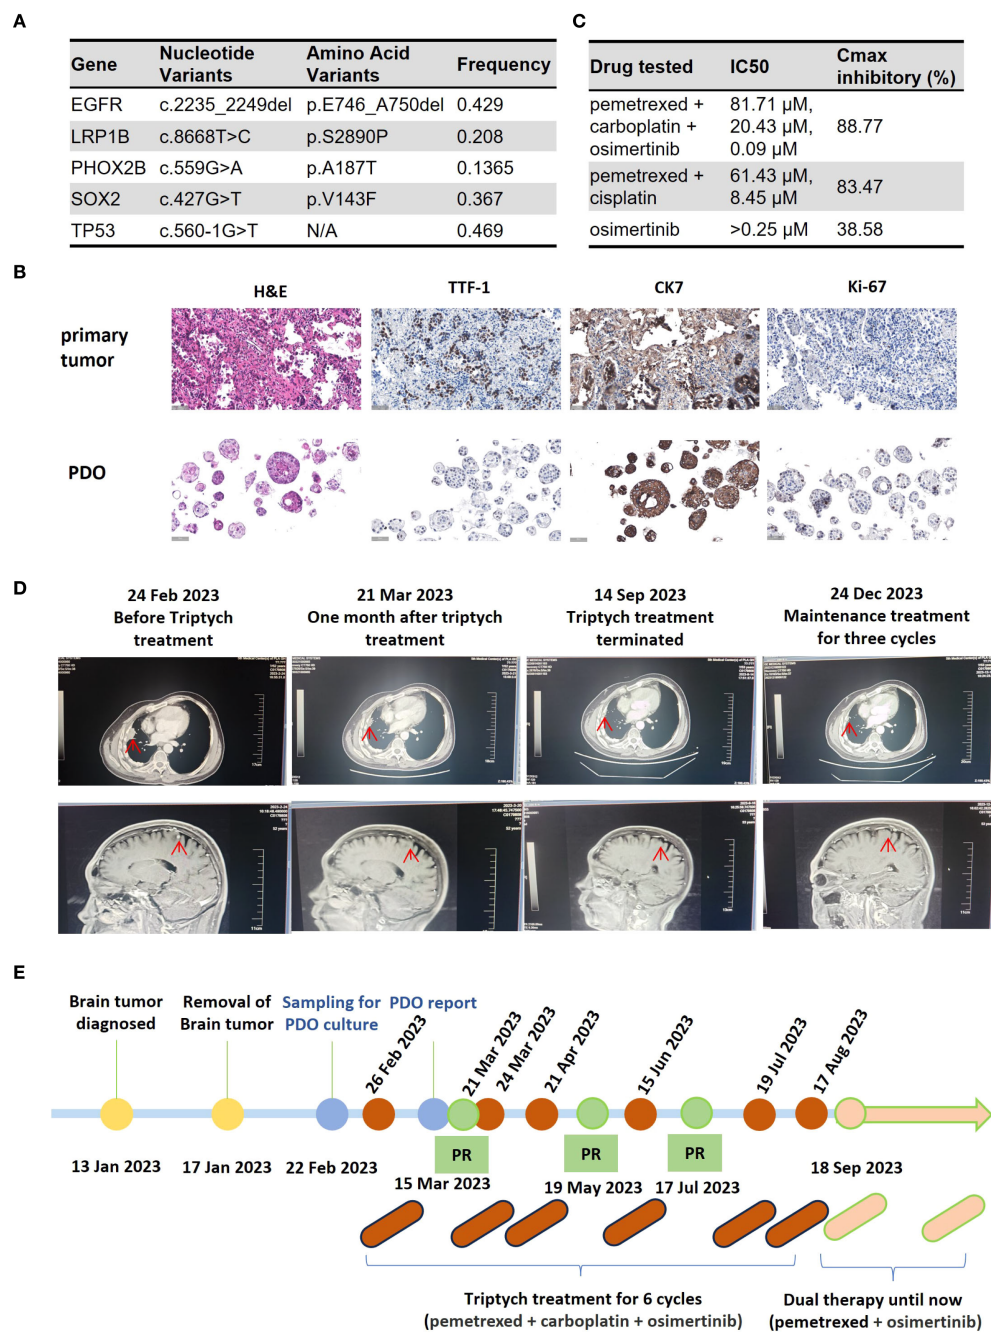 A
Gene Nucleotide Variants Amino Acid Variants Frequency
EGFR c.2235_2249del p.E746_A750del 0.429
LRP1B c.8668T>C p.S2890P 0.208
PHOX2B c.559G>A p.A187T 0.1365
SOX2 c.427G>T p.V143F 0.367
TP53 c.560-1G>T N/A 0.469
C
Drug tested IC50 Cmax inhibitory (%)
pemetrexed + carboplatin + osimertinib 81.71 µM, 20.43 µM, 0.09 µM 88.77
pemetrexed + cisplatin 61.43 µM, 8.45 µM 83.47
osimertinib >0.25 µM 38.58
B
H&E TTF-1 CK7 Ki-67
primary tumor
PDO
D
24 Feb 2023
Before Triptych
treatment
21 Mar 2023
One month after triptych
treatment
14 Sep 2023
Triptych treatment
terminated
24 Dec 2023
Maintenance treatment
for three cycles
E
Brain tumor
diagnosed
Removal of
Brain tumor
Sampling for
PDO culture
PDO report
26 Feb 2023
21 Mar 2023
24 Mar 2023
21 Apr 2023
15 Jun 2023
19 Jul 2023
17 Aug 2023
PR PR PR
13 Jan 2023 17 Jan 2023 22 Feb 2023 15 Mar 2023 19 May 2023 17 Jul 2023 18 Sep 2023
Triptych treatment for 6 cycles
(pemetrexed + carboplatin + osimertinib)
Dual therapy until now
(pemetrexed + osimertinib)